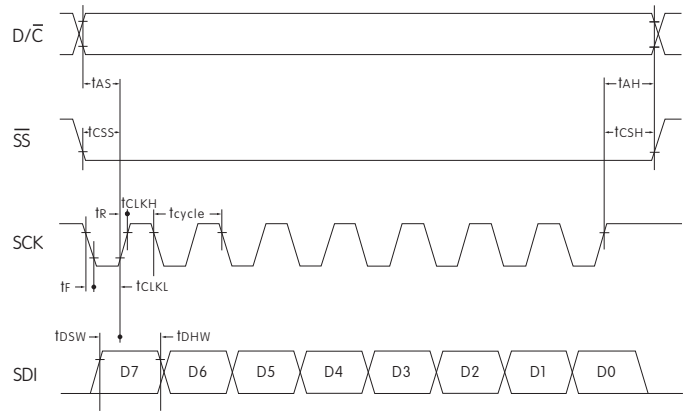 D/C̅
tAS
tAH
S̅S̅
tCSS
tCSH
tR
tCLKH
tcycle
SCK
tF
tCLKL
tDSW
tDHW
SDI
D7
D6
D5
D4
D3
D2
D1
D0